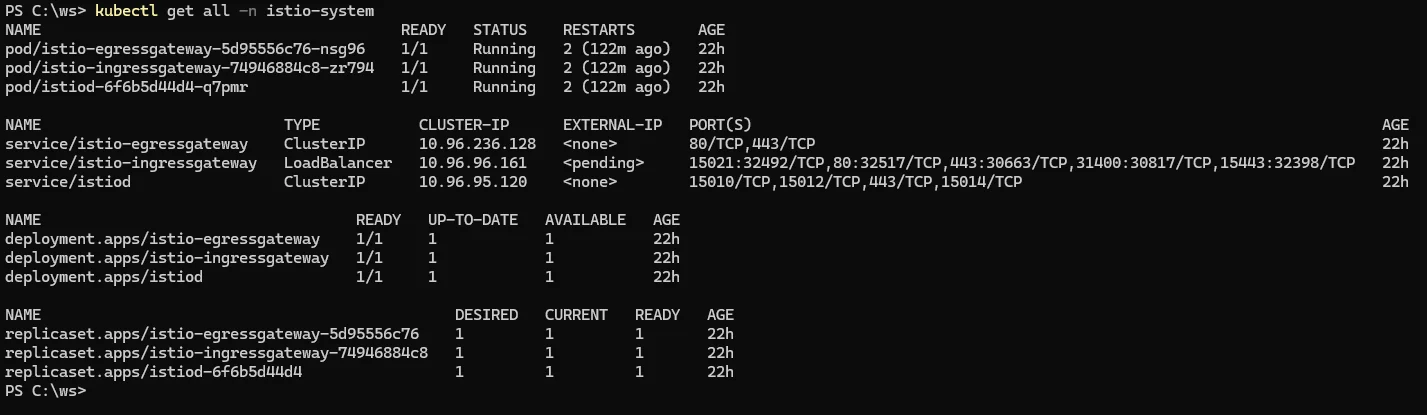 PS C:\ws> kubectl get all -n istio-system
NAME                                        READY   STATUS    RESTARTS       AGE
pod/istio-egressgateway-5d95556c76-nsg96    1/1     Running   2 (122m ago)   22h
pod/istio-ingressgateway-74946884c8-zr794   1/1     Running   2 (122m ago)   22h
pod/istiod-6f6b5d44d4-q7pmr                 1/1     Running   2 (122m ago)   22h

NAME                           TYPE           CLUSTER-IP      EXTERNAL-IP   PORT(S)                                                                      AGE
service/istio-egressgateway    ClusterIP      10.96.236.128   <none>        80/TCP,443/TCP                                                               22h
service/istio-ingressgateway   LoadBalancer   10.96.96.161    <pending>     15021:32492/TCP,80:32517/TCP,443:30663/TCP,31400:30817/TCP,15443:32398/TCP   22h
service/istiod                 ClusterIP      10.96.95.120    <none>        15010/TCP,15012/TCP,443/TCP,15014/TCP                                        22h

NAME                                   READY   UP-TO-DATE   AVAILABLE   AGE
deployment.apps/istio-egressgateway    1/1     1            1           22h
deployment.apps/istio-ingressgateway   1/1     1            1           22h
deployment.apps/istiod                 1/1     1            1           22h

NAME                                              DESIRED   CURRENT   READY   AGE
replicaset.apps/istio-egressgateway-5d95556c76    1         1         1       22h
replicaset.apps/istio-ingressgateway-74946884c8   1         1         1       22h
replicaset.apps/istiod-6f6b5d44d4                 1         1         1       22h
PS C:\ws>